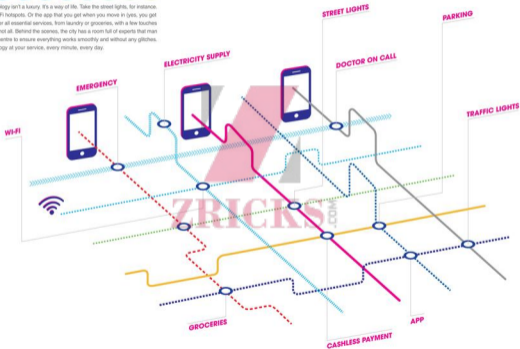 ology isn't a luxury. It's a way of life. Take the street lights, for instance.
Fi hotspots. Or the app that you get when you move in (yes, you get
r all essential services, from laundry or groceries, with a few touches
not all. Behind the scenes, the city has a room full of experts that man
centre to ensure everything works smoothly and without any glitches.
ogy at your service, every minute, every day.
STREET LIGHTS
PARKING
ELECTRICITY SUPPLY
DOCTOR ON CALL
EMERGENCY
TRAFFIC LIGHTS
WI-FI
ZRICKS
.COM
GROCERIES
CASHLESS PAYMENT
APP